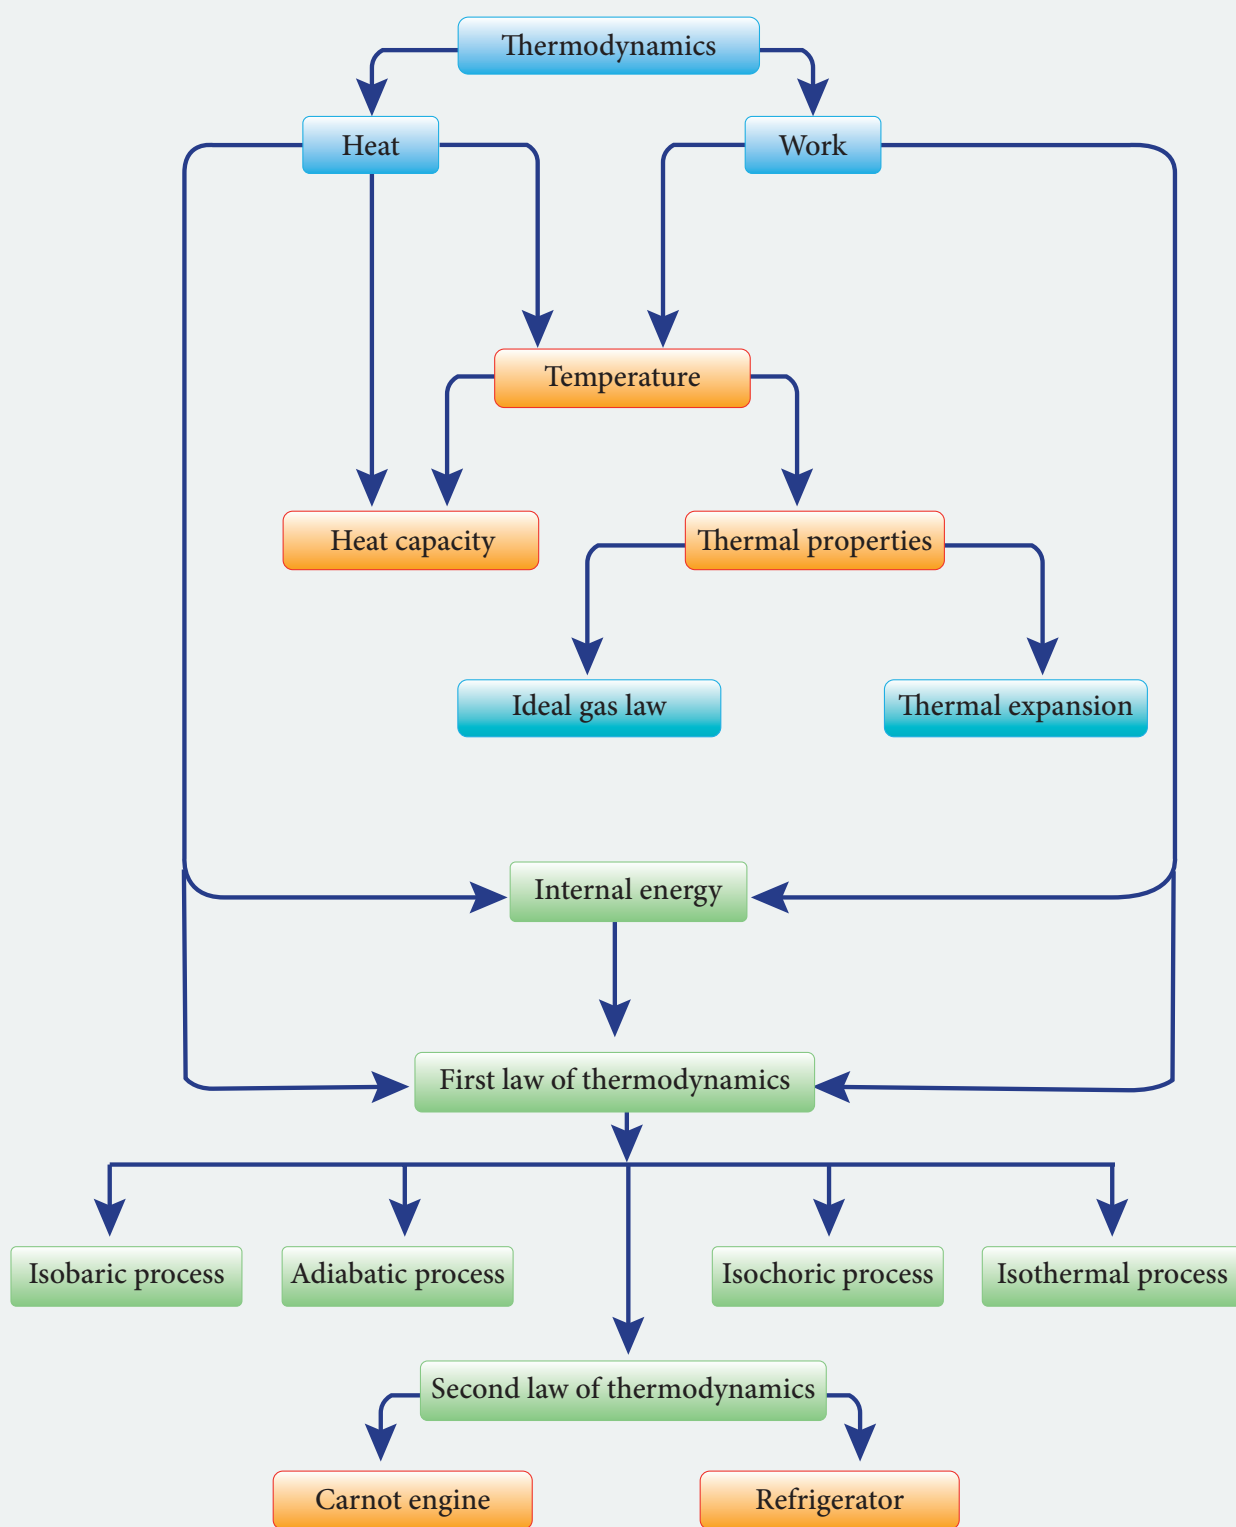 Thermodynamics
Heat
Work
Temperature
Heat capacity
Thermal properties
Ideal gas law
Thermal expansion
Internal energy
First law of thermodynamics
Isobaric process
Adiabatic process
Isochoric process
Isothermal process
Second law of thermodynamics
Carnot engine
Refrigerator